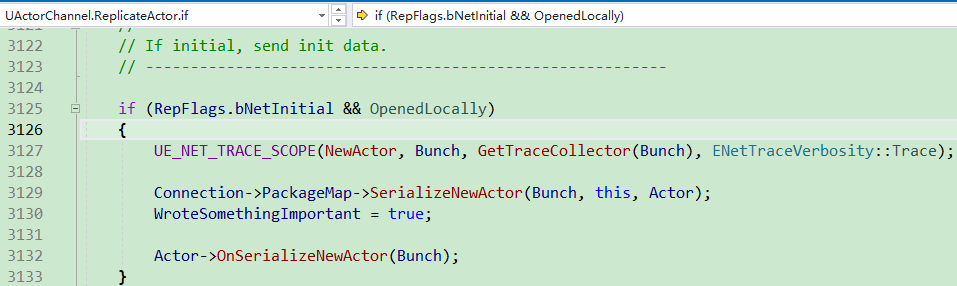 UActorChannel.ReplicateActor.if
if (RepFlags.bNetInitial && OpenedLocally)
3122 // If initial, send init data.
3123 // ----------------------------------------------------------
3124
3125 if (RepFlags.bNetInitial && OpenedLocally)
3126 {
3127 UE_NET_TRACE_SCOPE(NewActor, Bunch, GetTraceCollector(Bunch), ENetTraceVerbosity::Trace);
3128
3129 Connection->PackageMap->SerializeNewActor(Bunch, this, Actor);
3130 WroteSomethingImportant = true;
3131
3132 Actor->OnSerializeNewActor(Bunch);
3133 }